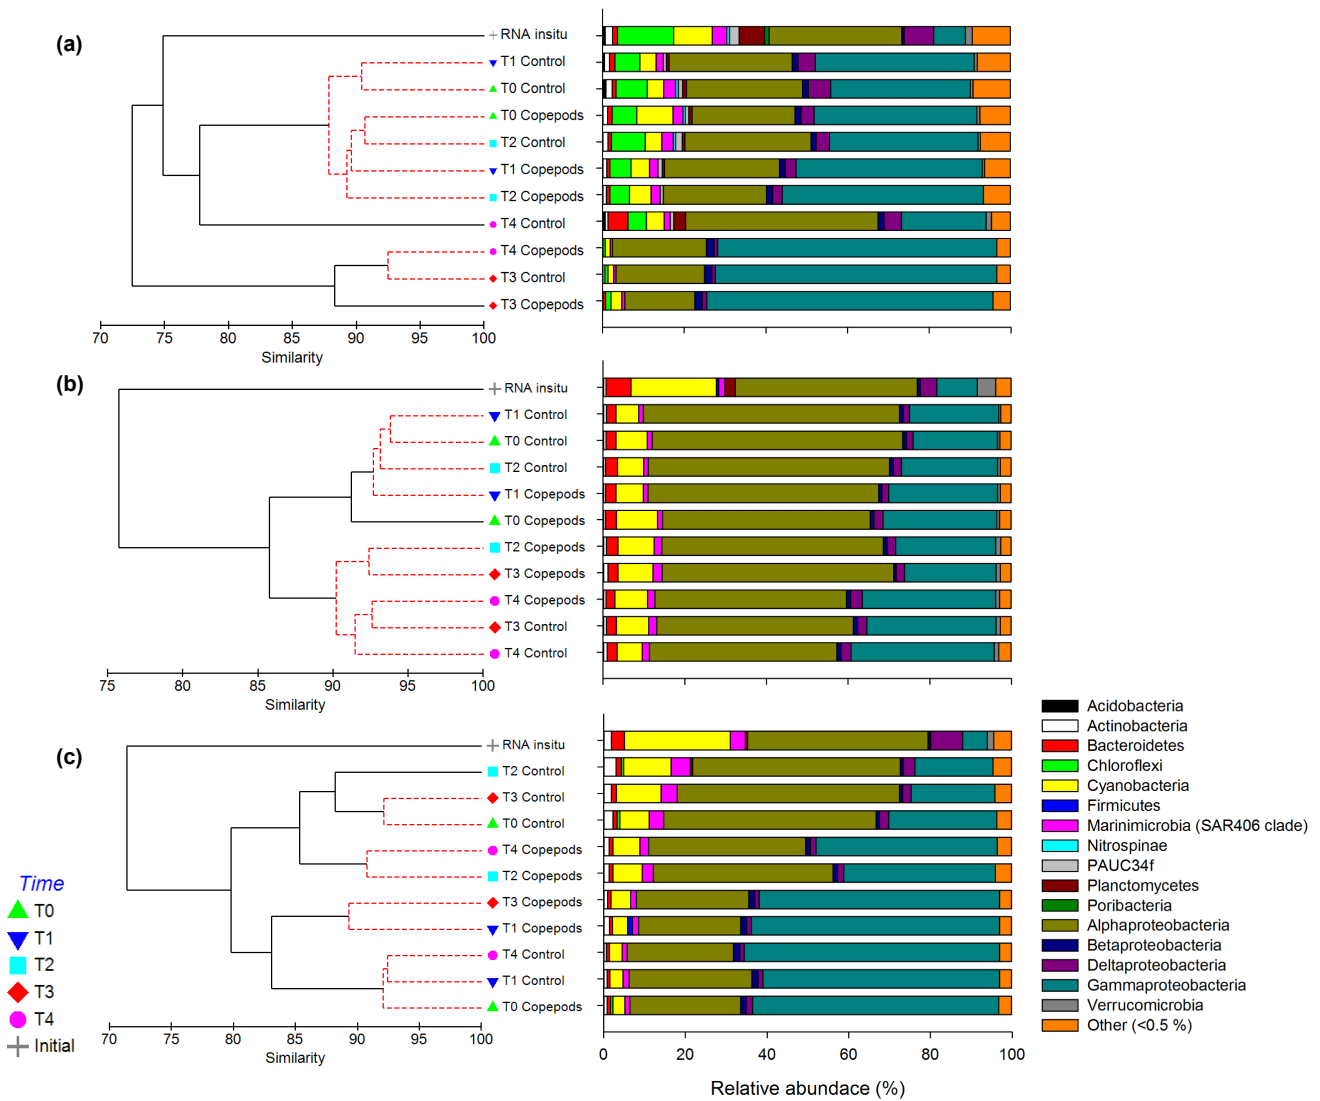 (a)
RNA insitu
T1 Control
T0 Control
T0 Copepods
T2 Control
T1 Copepods
T2 Copepods
T4 Control
T4 Copepods
T3 Control
T3 Copepods
70 75 80 85 90 95 100
Similarity
(b)
RNA insitu
T1 Control
T0 Control
T2 Control
T1 Copepods
T0 Copepods
T2 Copepods
T3 Copepods
T4 Copepods
T3 Control
T4 Control
75 80 85 90 95 100
Similarity
(c)
RNA insitu
T2 Control
T3 Control
T0 Control
T4 Copepods
T2 Copepods
T3 Copepods
T1 Copepods
T4 Control
T1 Control
T0 Copepods
70 75 80 85 90 95 100
Similarity
0 20 40 60 80 100
Relative abundace (%)
Time
T0
T1
T2
T3
T4
Initial
Acidobacteria
Actinobacteria
Bacteroidetes
Chloroflexi
Cyanobacteria
Firmicutes
Marinimicrobia (SAR406 clade)
Nitrospinae
PAUC34f
Planctomycetes
Poribacteria
Alphaproteobacteria
Betaproteobacteria
Deltaproteobacteria
Gammaproteobacteria
Verrucomicrobia
Other (<0.5 %)